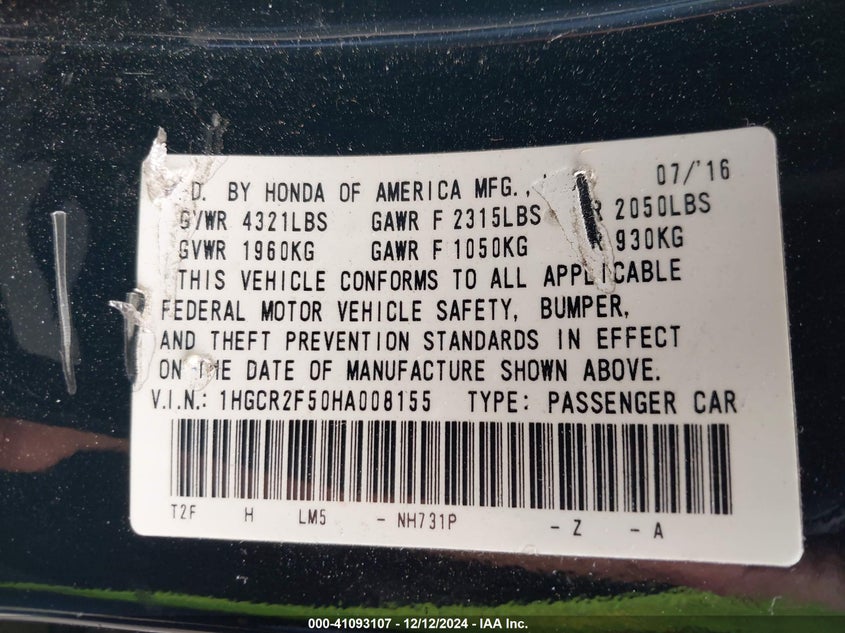 D. BY HONDA OF AMERICA MFG., 07/'16
GVWR 4321LBS GAWR F 2315LBS R 2050LBS
GVWR 1960KG GAWR F 1050KG R 930KG
THIS VEHICLE CONFORMS TO ALL APPLICABLE
FEDERAL MOTOR VEHICLE SAFETY, BUMPER,
AND THEFT PREVENTION STANDARDS IN EFFECT
ON THE DATE OF MANUFACTURE SHOWN ABOVE.
V.I.N.: 1HGCR2F50HA008155 TYPE: PASSENGER CAR
T2F H LM5 - NH731P - Z - A
000-41093107 - 12/12/2024 - IAA Inc.